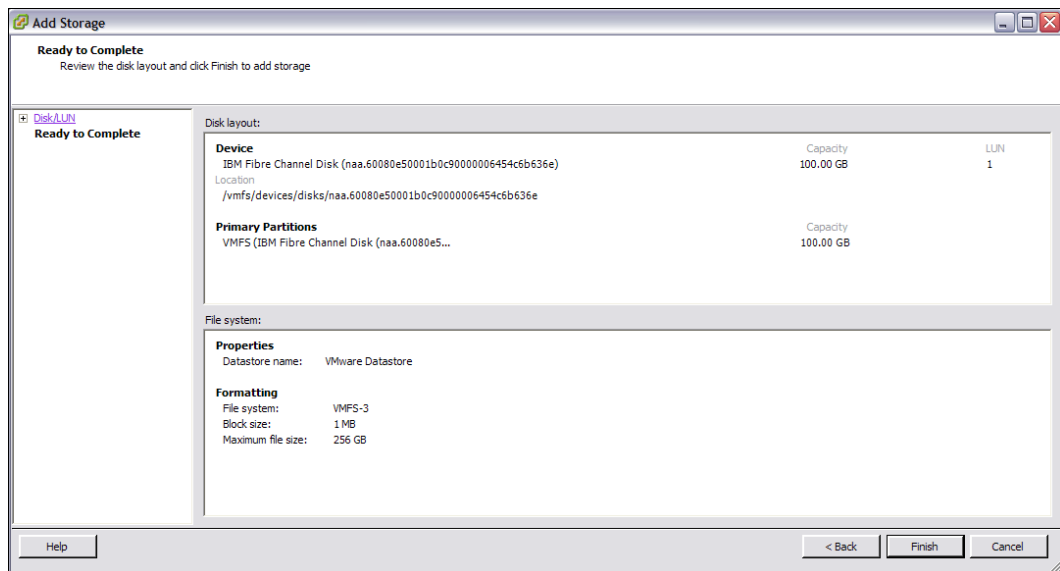 Add Storage
Ready to Complete
Review the disk layout and click Finish to add storage
Disk/LUN
Ready to Complete
Disk layout:
Device Capacity LUN
IBM Fibre Channel Disk (naa.60080e50001b0c90000006454c6b636e) 100.00 GB 1
Location
/vmfs/devices/disks/naa.60080e50001b0c90000006454c6b636e
Primary Partitions Capacity
VMFS (IBM Fibre Channel Disk (naa.60080e5... 100.00 GB
File system:
Properties
Datastore name: VMware Datastore
Formatting
File system: VMFS-3
Block size: 1 MB
Maximum file size: 256 GB
Help < Back Finish Cancel